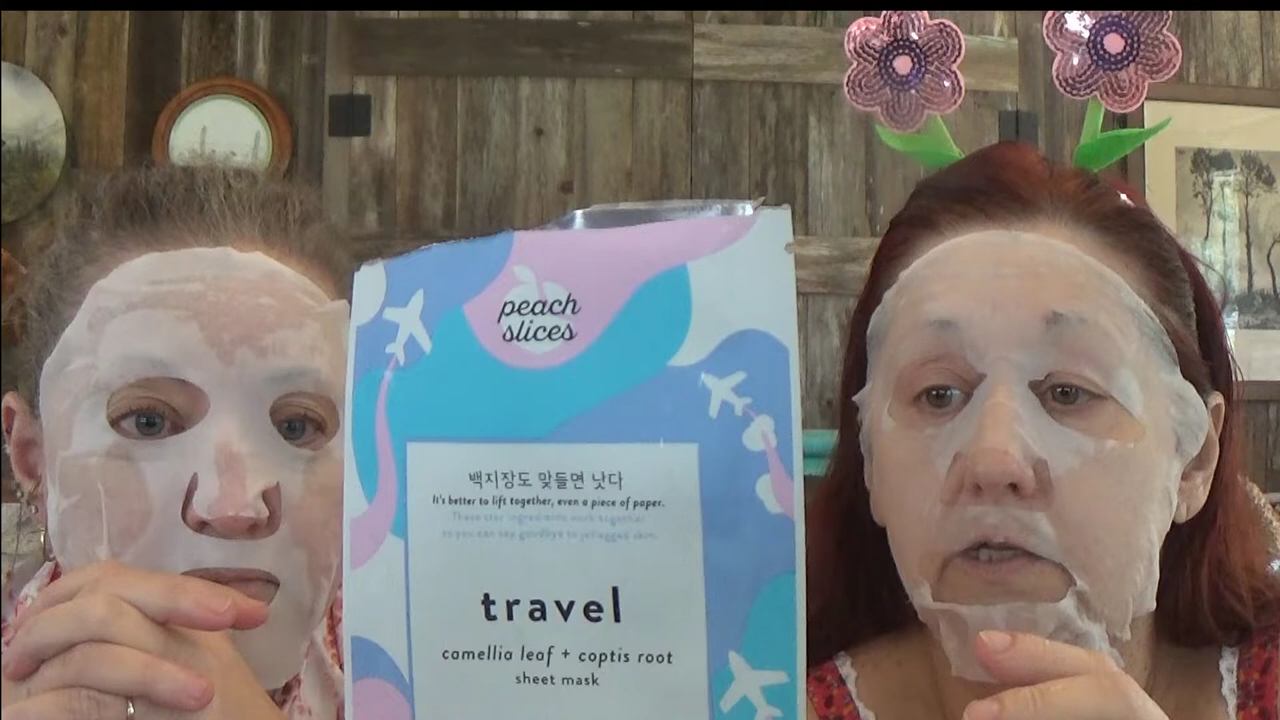 peach
slices
백지장도 맞들면 낫다
It's better to lift together, even a piece of paper.
These star ingredients work together
so you can say goodbye to jetlagged skin.
travel
camellia leaf + coptis root
sheet mask